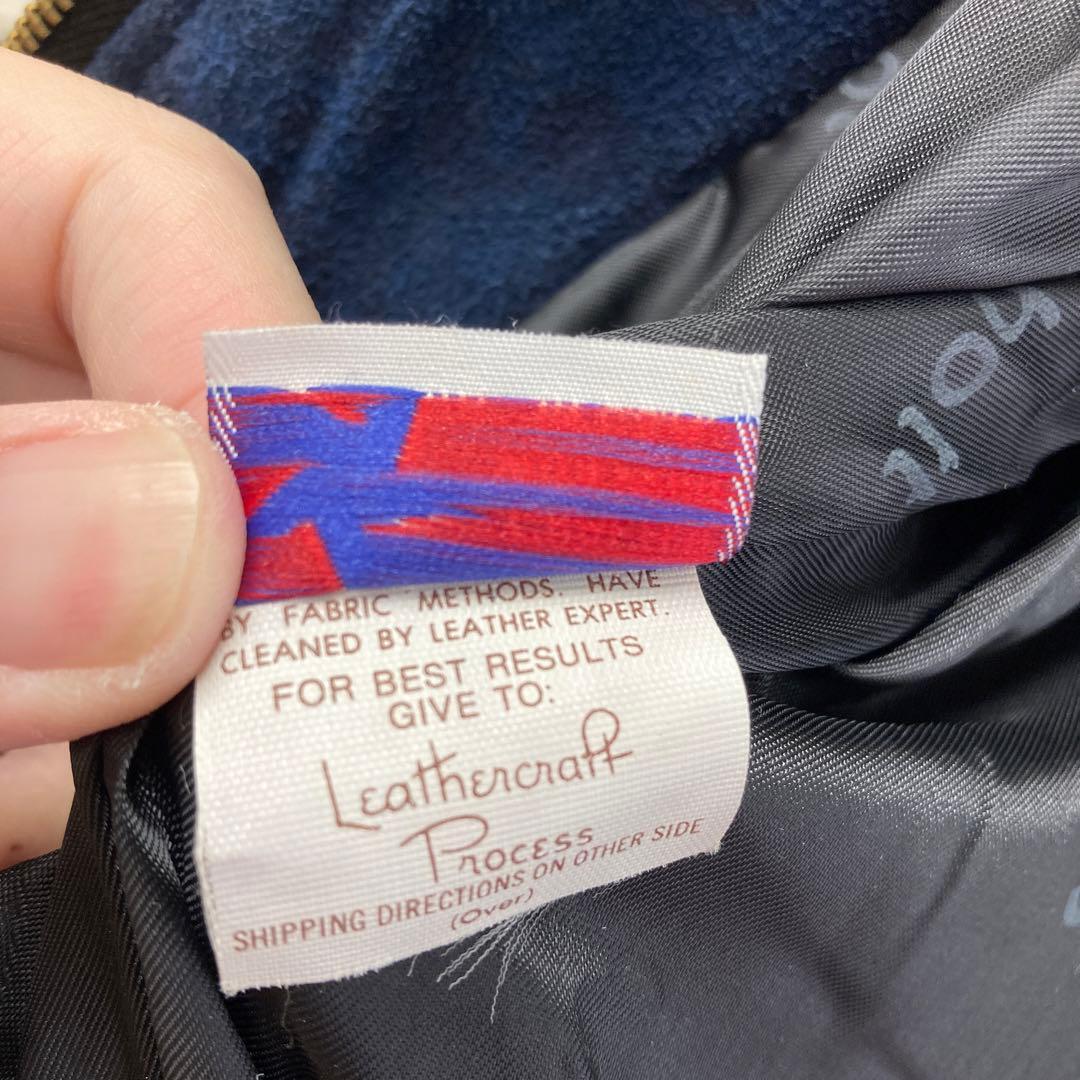 BY FABRIC METHODS. HAVE
CLEANED BY LEATHER EXPERT.
FOR BEST RESULTS
GIVE TO:
Leathercraft
Process
SHIPPING DIRECTIONS ON OTHER SIDE
(Over)